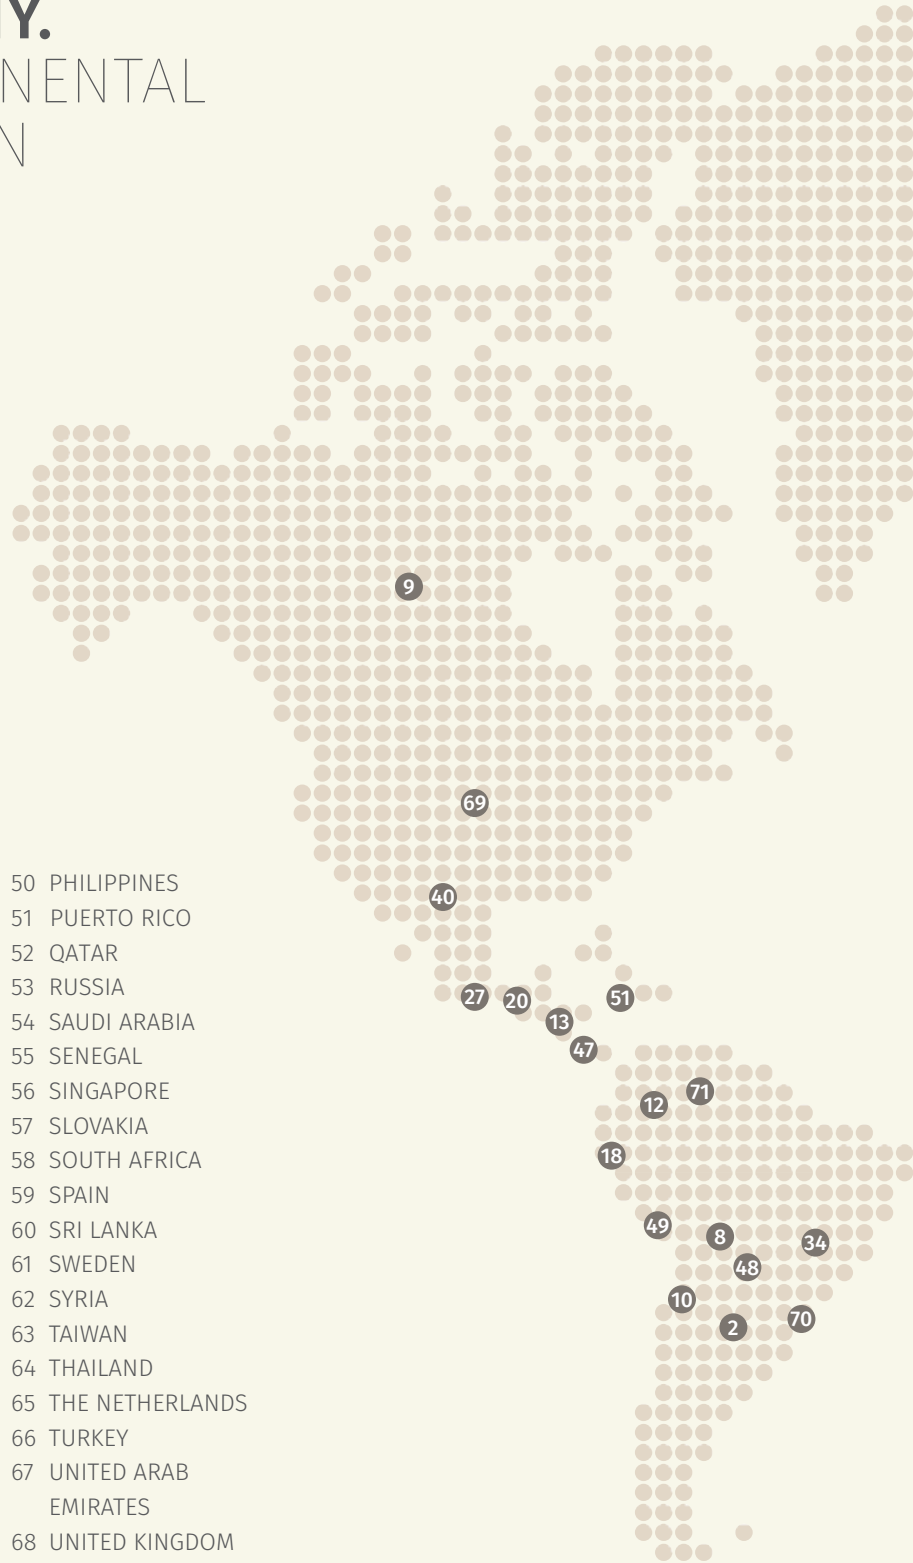 Y.
NENTAL
N
9
69
40
27
20
51
13
47
71
12
18
49
8
34
48
10
70
2
50 PHILIPPINES
51 PUERTO RICO
52 QATAR
53 RUSSIA
54 SAUDI ARABIA
55 SENEGAL
56 SINGAPORE
57 SLOVAKIA
58 SOUTH AFRICA
59 SPAIN
60 SRI LANKA
61 SWEDEN
62 SYRIA
63 TAIWAN
64 THAILAND
65 THE NETHERLANDS
66 TURKEY
67 UNITED ARAB
EMIRATES
68 UNITED KINGDOM